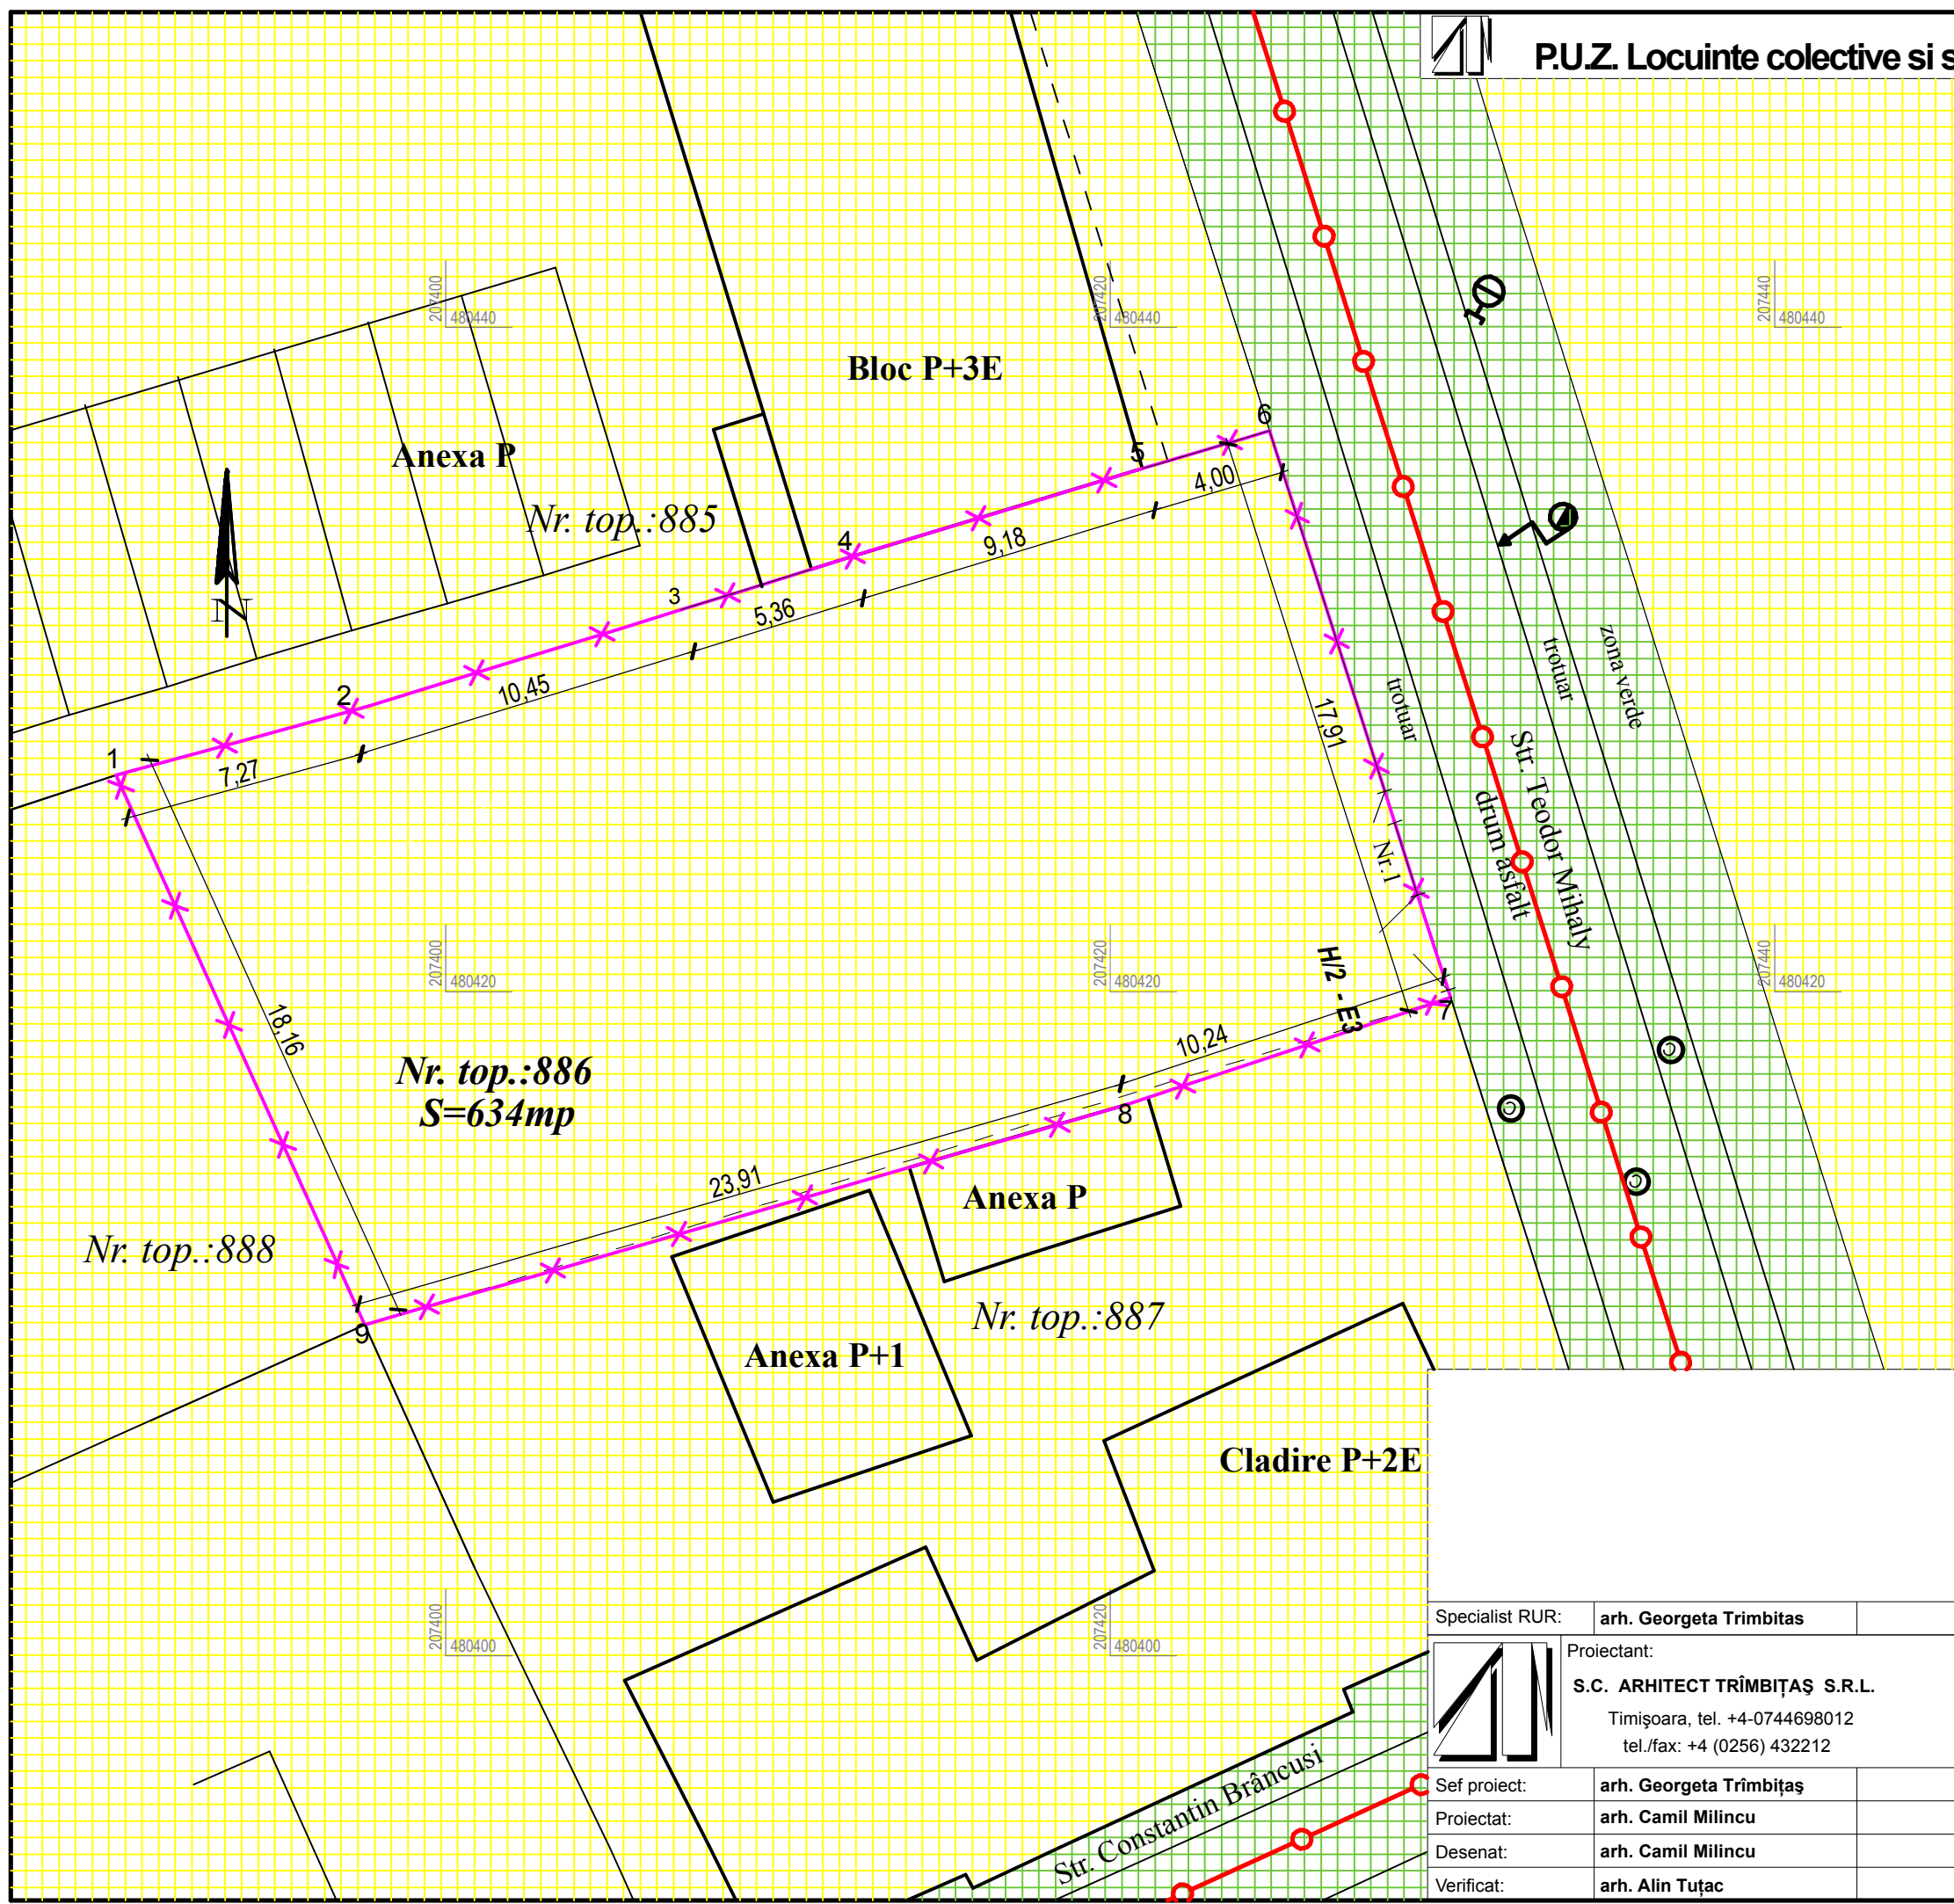 P.U.Z. Locuinte colective si s
207400
480440
207420
480440
207440
480440
Bloc P+3E
Anexa P
Nr. top.:885
N
1
2
3
4
5
6
7,27
10,45
5,36
9,18
4,00
17,91
trotuar
trotuar
zona verde
Str. Teodor Mihaly
drum asfalt
Nr.1
H/2 - E3
207400
480420
207420
480420
207440
480420
18,16
Nr. top.:886
S=634mp
10,24
7
8
23,91
Anexa P
Nr. top.:888
9
Nr. top.:887
Anexa P+1
Cladire P+2E
207400
480400
207420
480400
Str. Constantin Brâncusi
Specialist RUR: arh. Georgeta Trimbitas
Proiectant:
S.C. ARHITECT TRÎMBIŢAŞ S.R.L.
Timişoara, tel. +4-0744698012
tel./fax: +4 (0256) 432212
Sef proiect: arh. Georgeta Trîmbiţaş
Proiectat: arh. Camil Milincu
Desenat: arh. Camil Milincu
Verificat: arh. Alin Tuţac